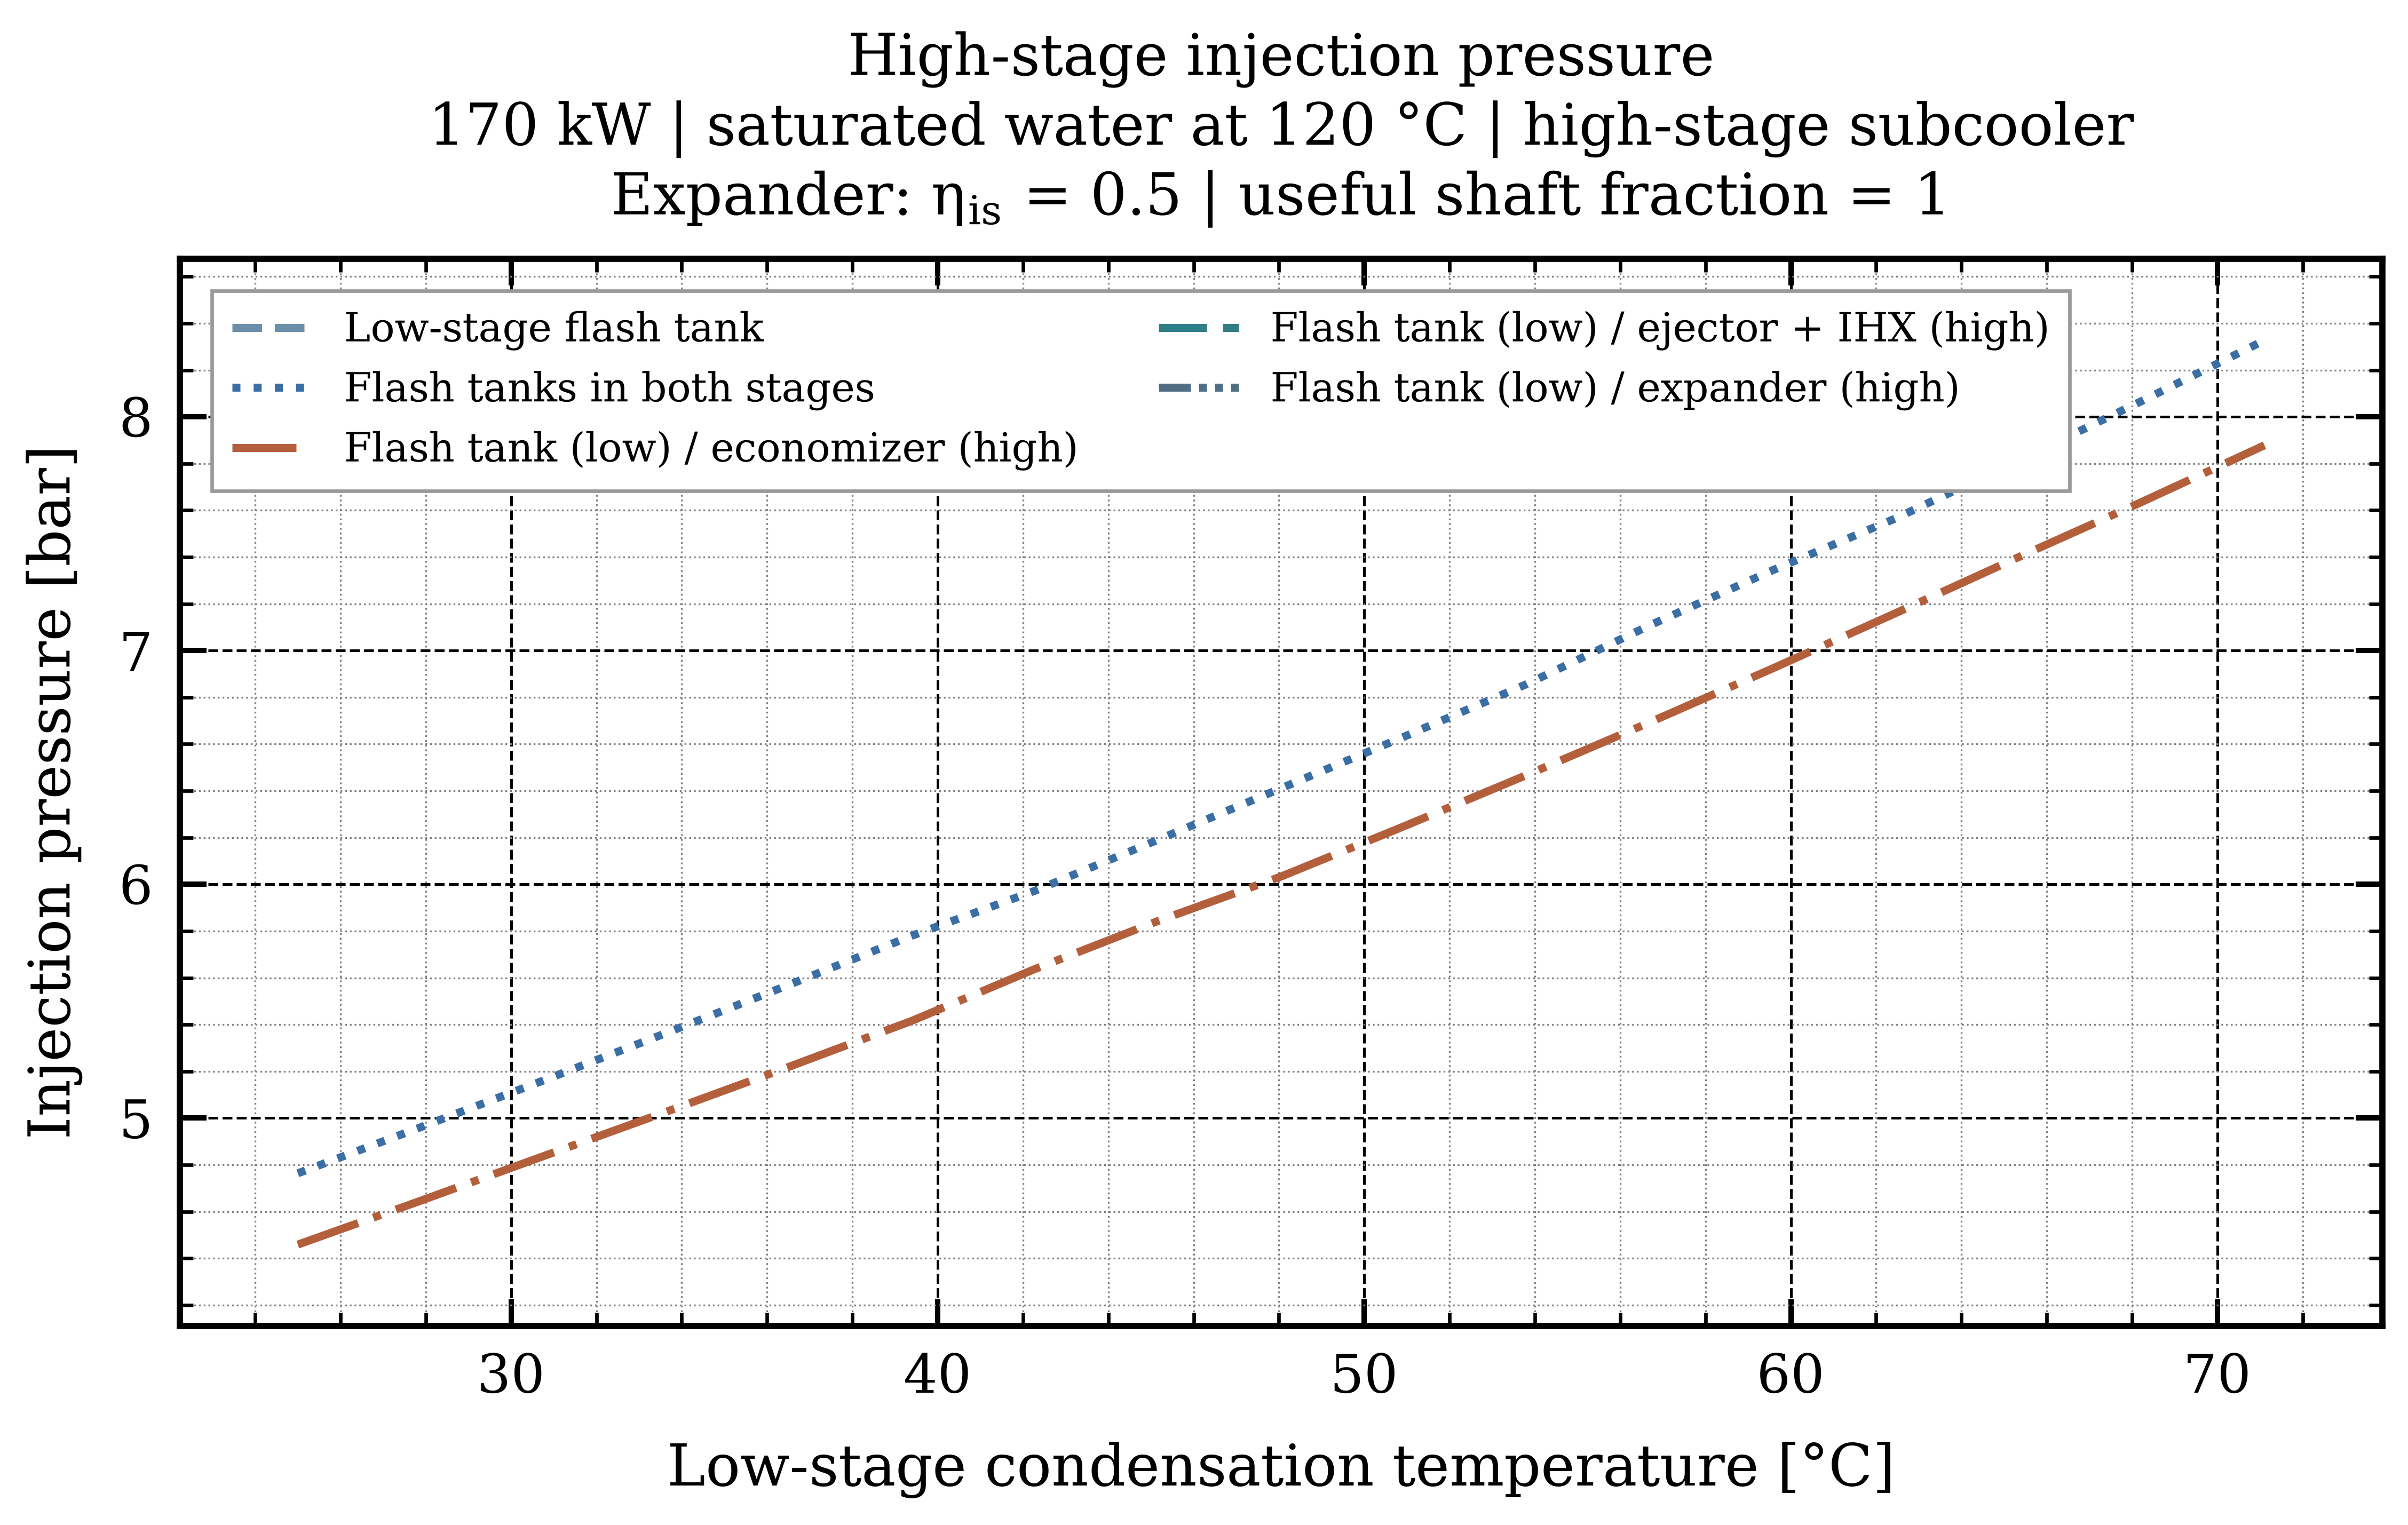 High-stage injection pressure
170 kW | saturated water at 120 °C | high-stage subcooler
Expander: ηis = 0.5 | useful shaft fraction = 1
Low-stage flash tank
Flash tanks in both stages
Flash tank (low) / economizer (high)
Flash tank (low) / ejector + IHX (high)
Flash tank (low) / expander (high)
Injection pressure [bar]
8
7
6
5
30 40 50 60 70
Low-stage condensation temperature [°C]